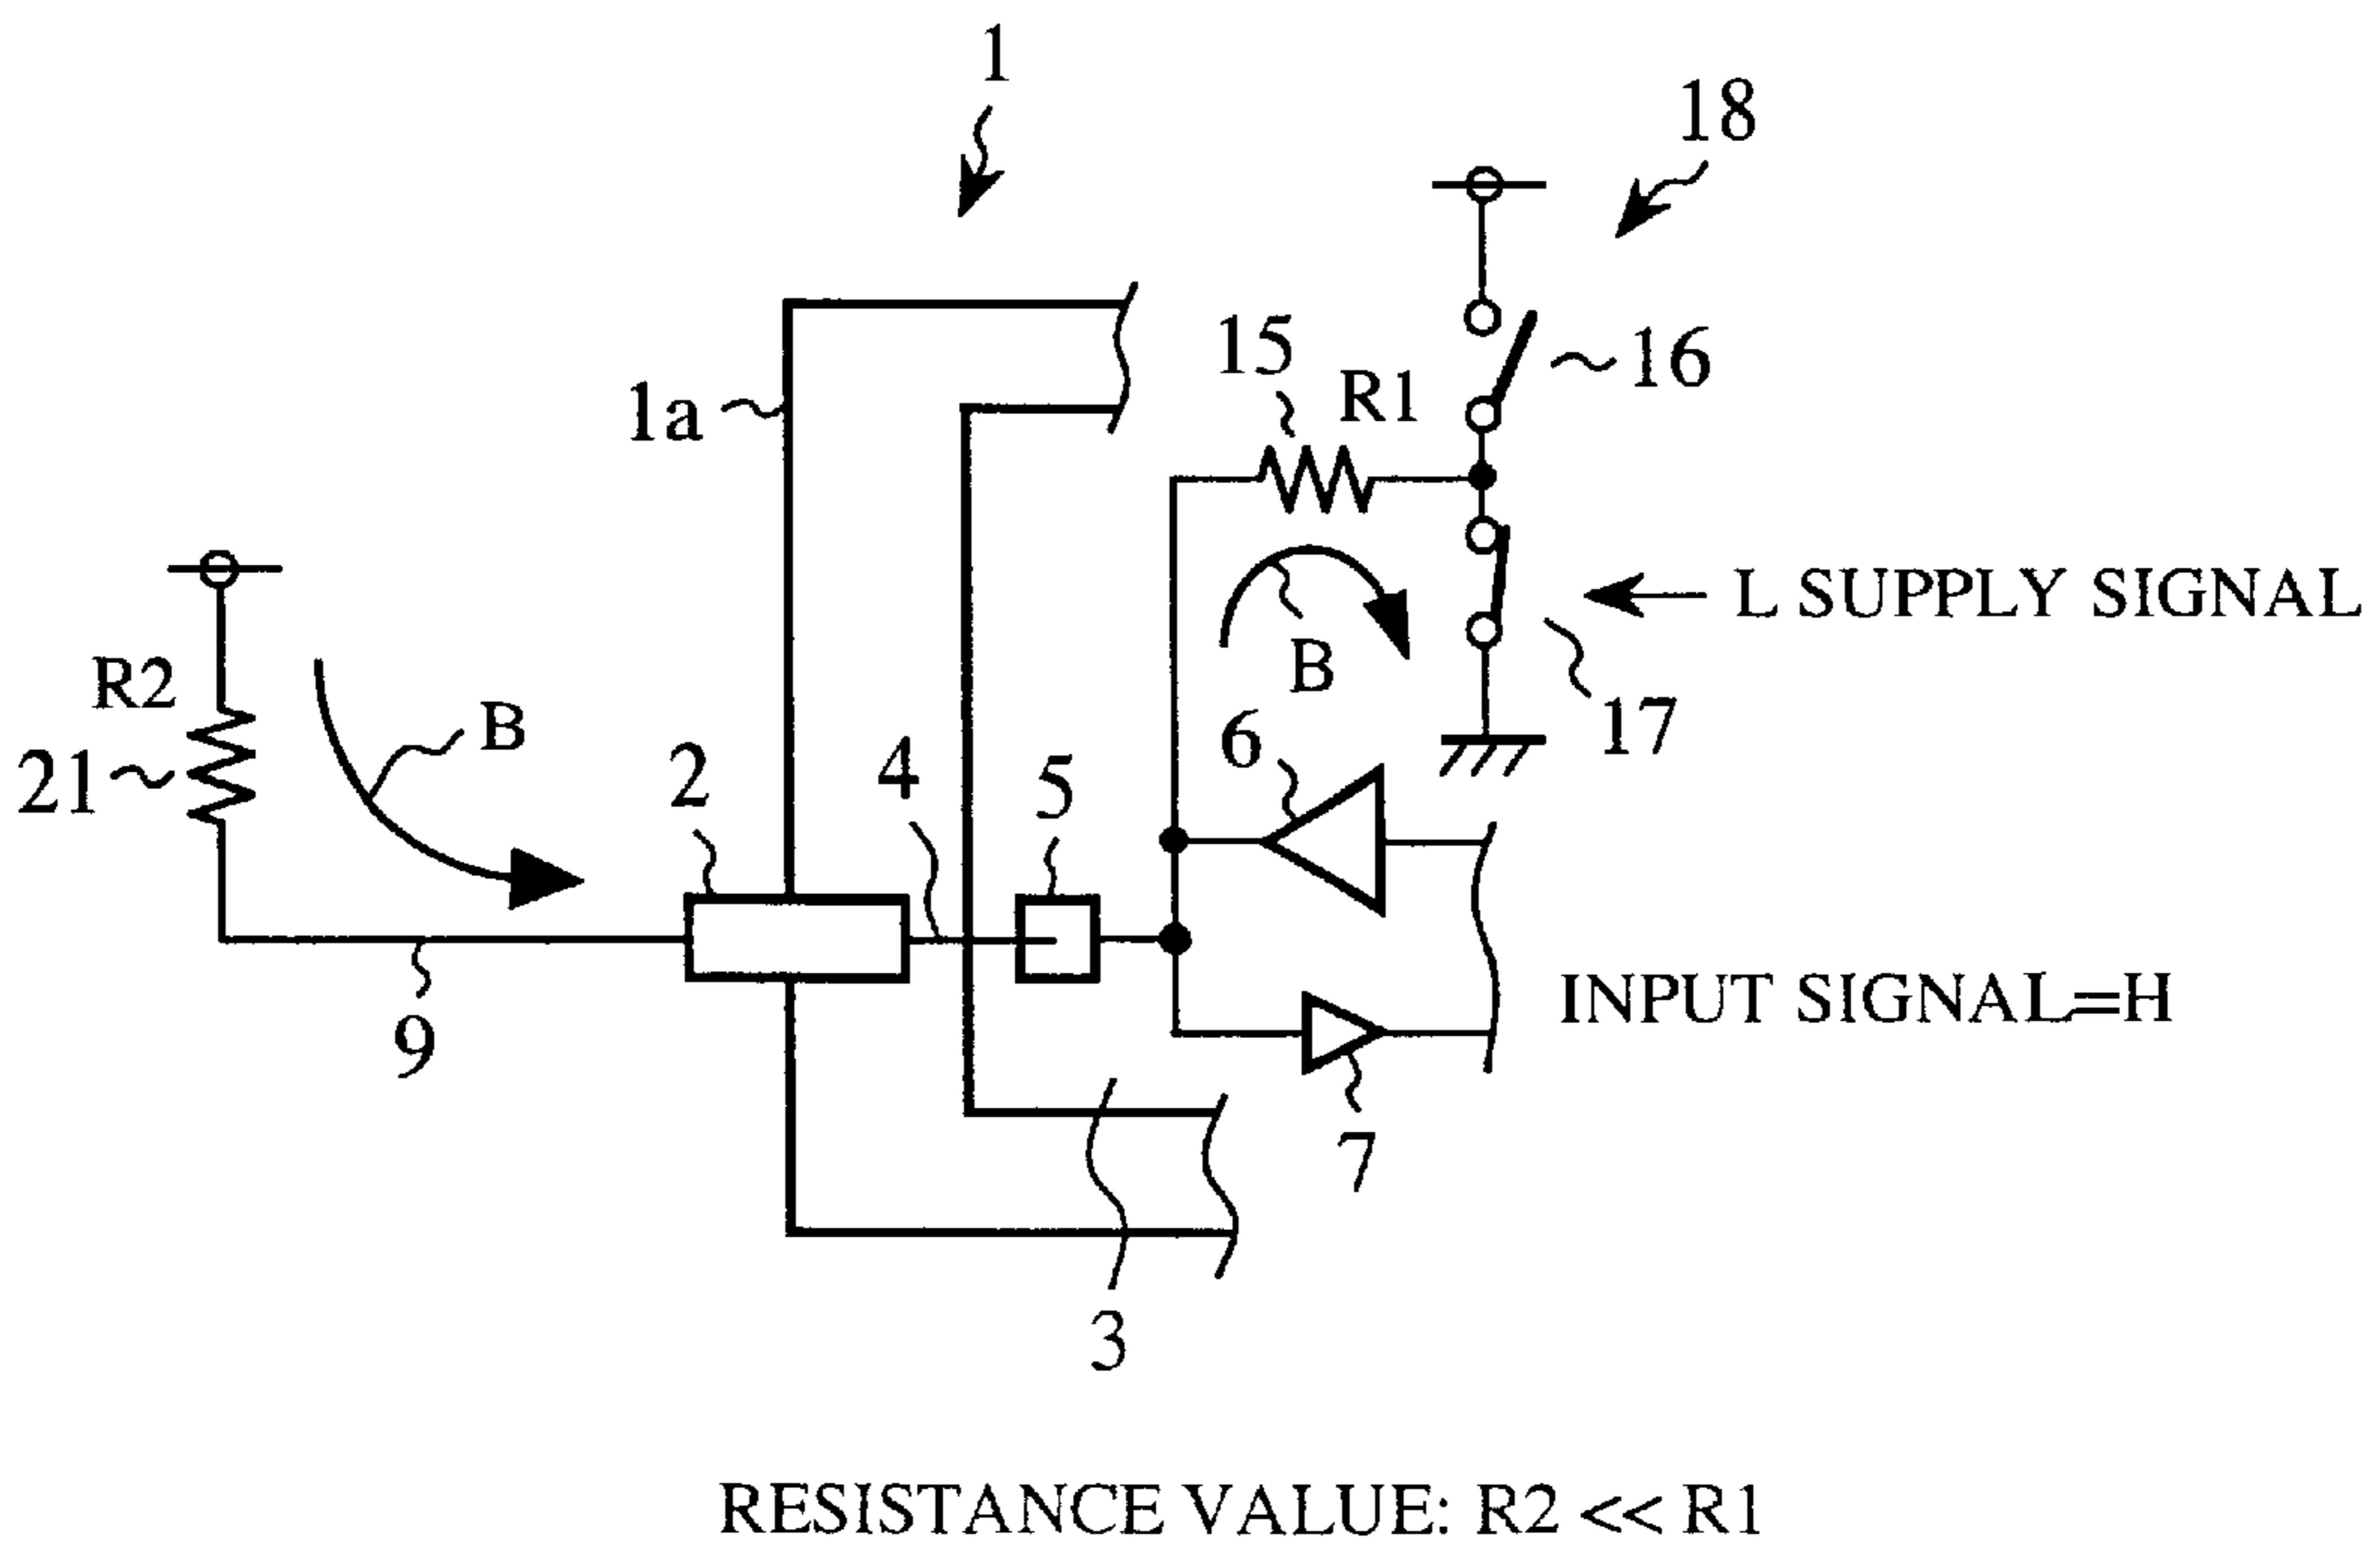 1
18
15
R1
16
1a
L SUPPLY SIGNAL
R2
B
B
17
21
2
4
5
6
INPUT SIGNAL=H
9
7
3
RESISTANCE VALUE: R2 << R1